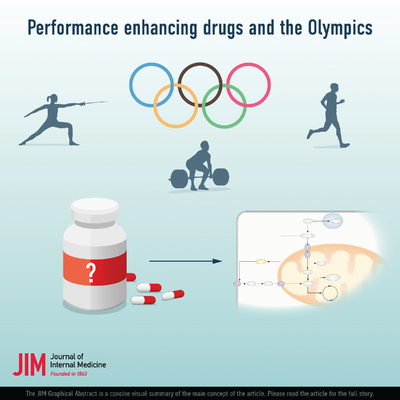 Performance enhancing drugs and the Olympics
?
JIM Journal of
Internal Medicine
Founded in 1863
The JIM Graphical Abstract is a concise visual summary of the main concept of the article. Please read the article for the full story.